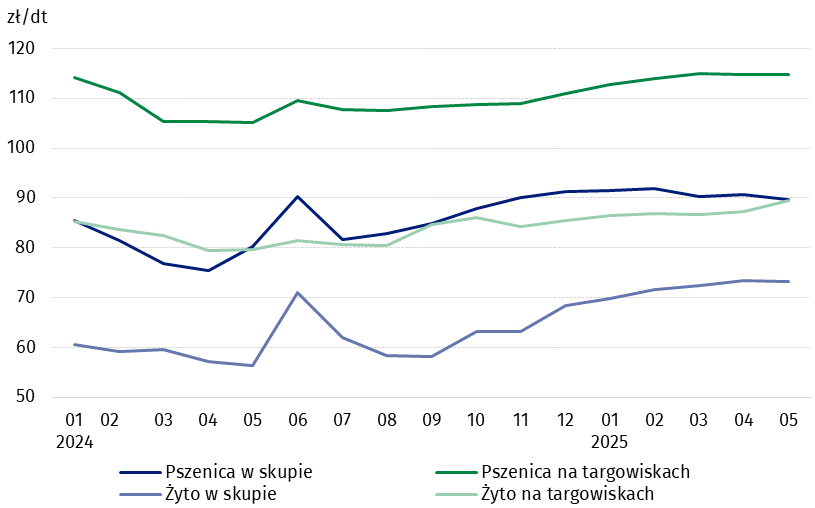 zł/dt
120
110
100
90
80
70
60
50
01 02 03 04 05 06 07 08 09 10 11 12 01 02 03 04 05
2024 2025
Pszenica w skupie Pszenica na targowiskach
Żyto w skupie Żyto na targowiskach